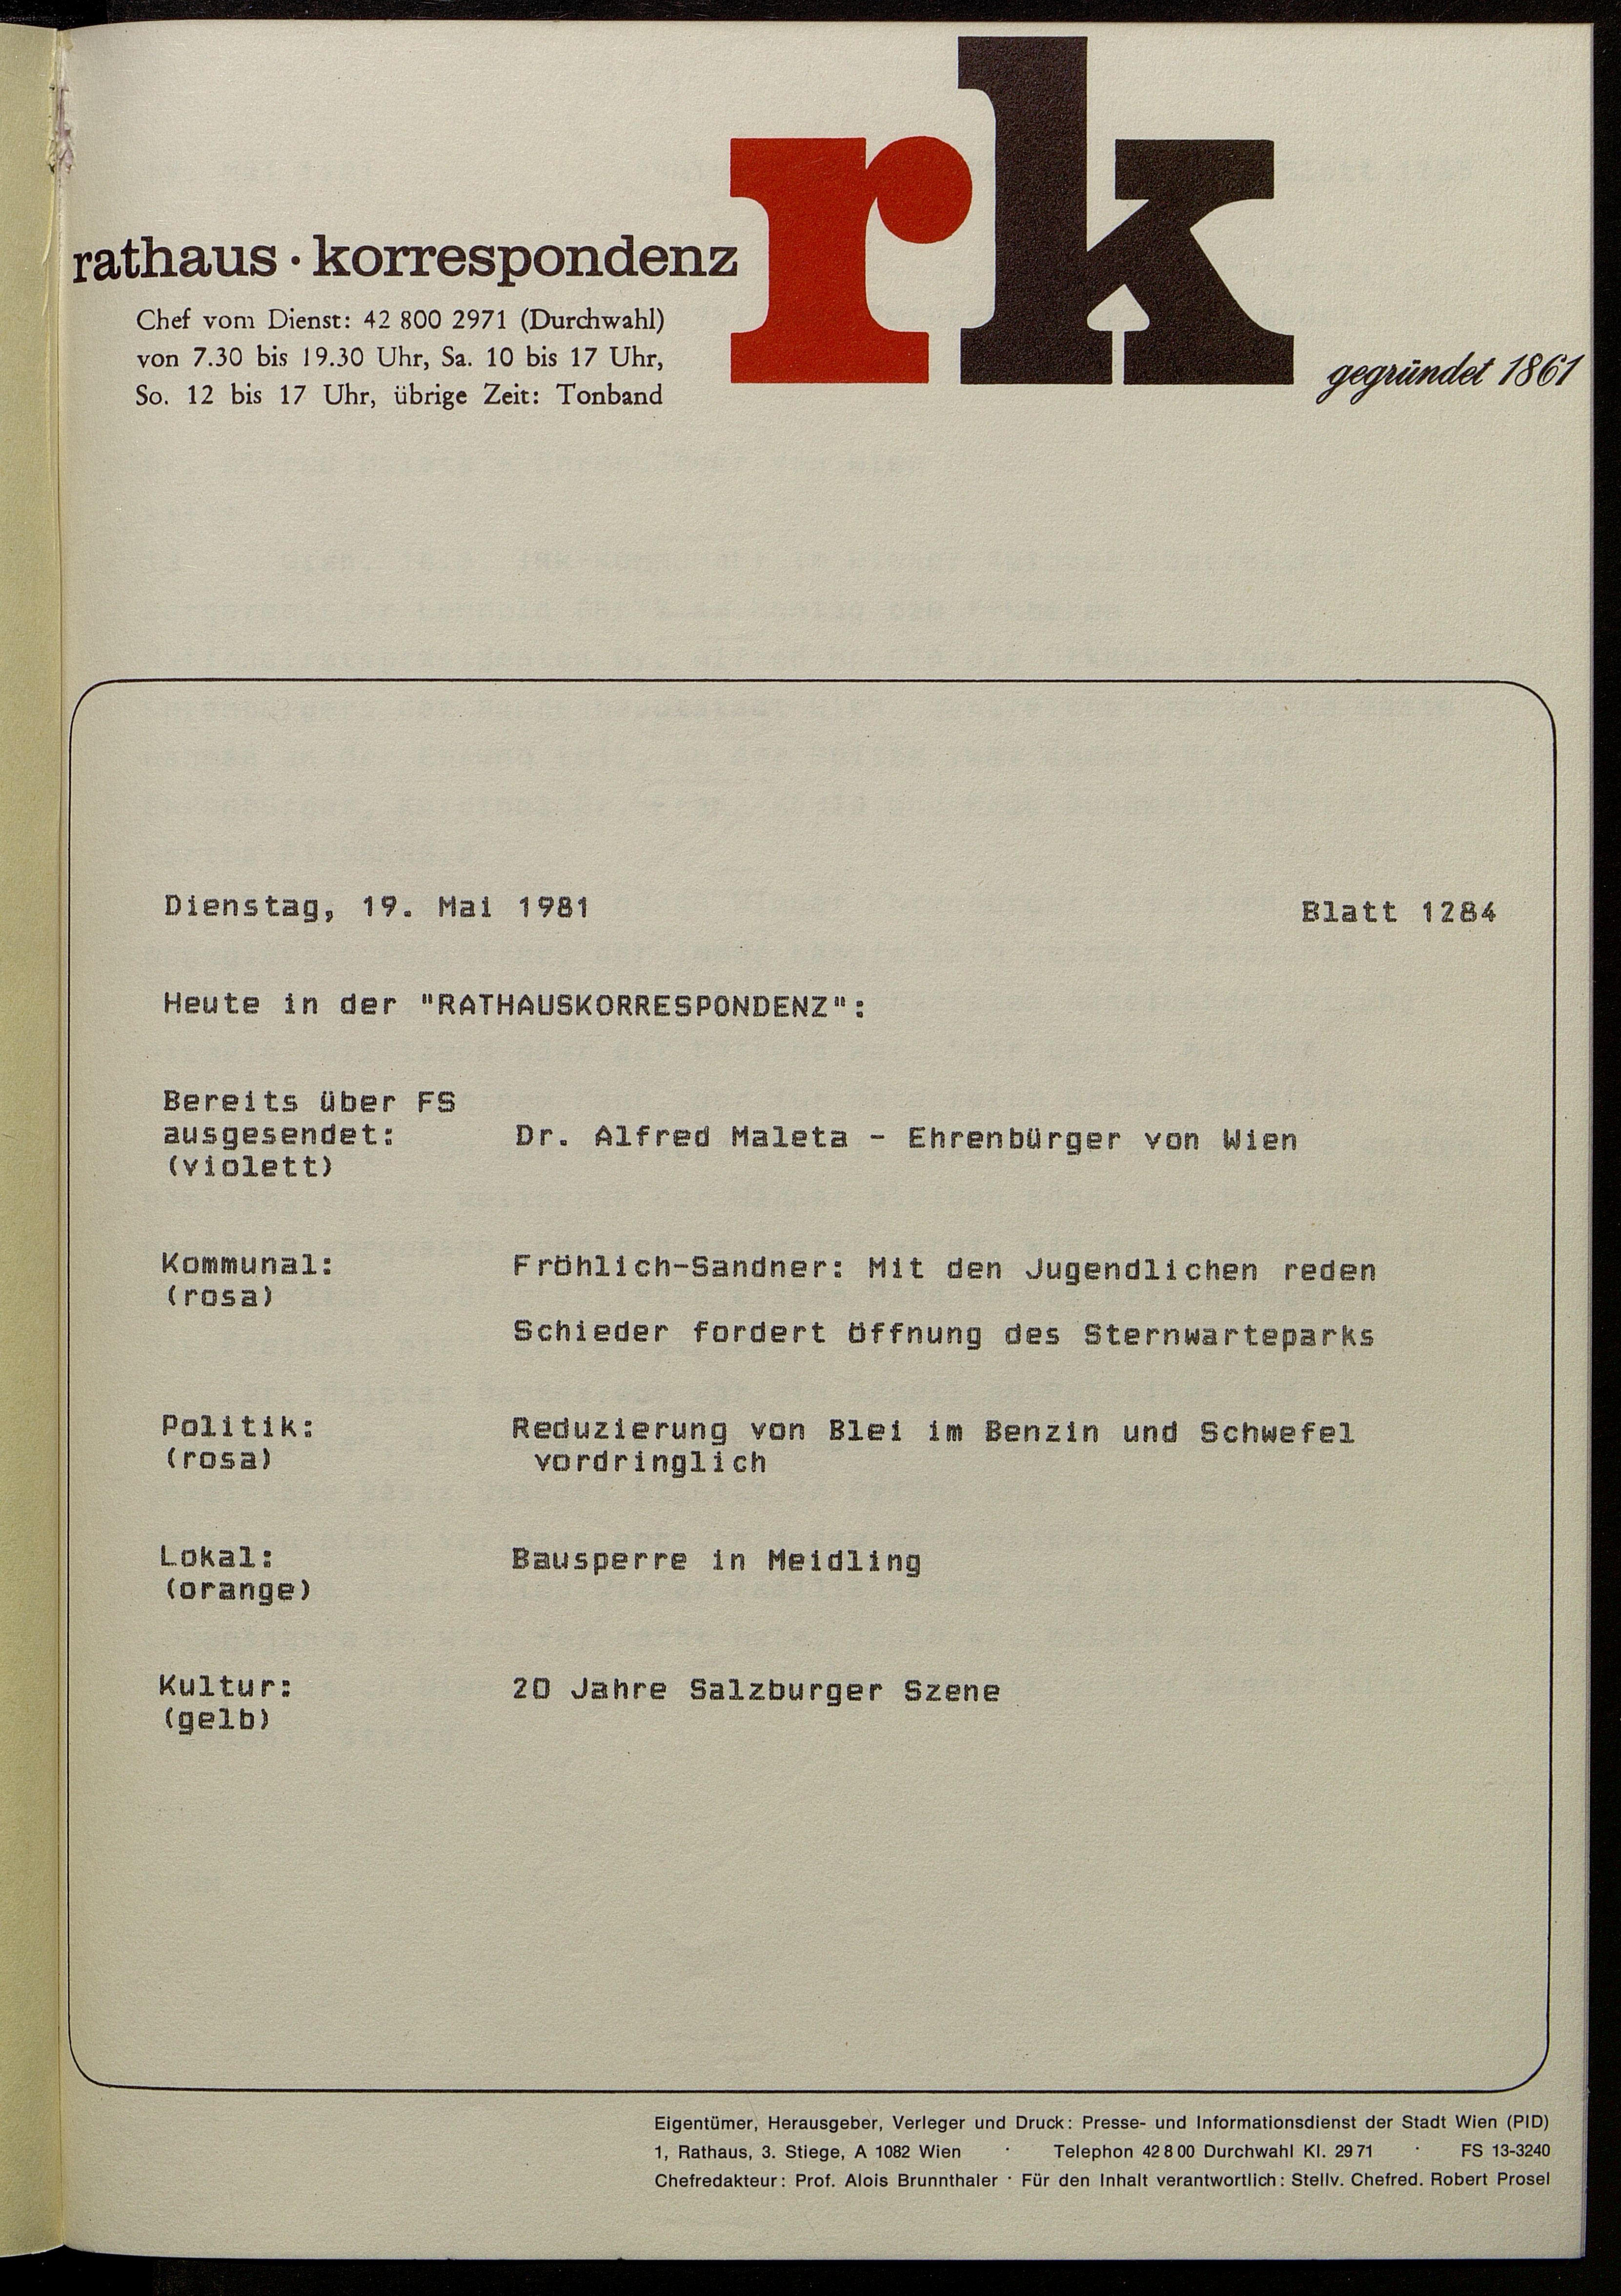 rk
rathaus · korrespondenz
Chef vom Dienst: 42 800 2971 (Durchwahl)
von 7.30 bis 19.30 Uhr, Sa. 10 bis 17 Uhr,
So. 12 bis 17 Uhr, übrige Zeit: Tonband
gegründet 1861
Dienstag, 19. Mai 1981 Blatt 1284
Heute in der "RATHAUSKORRESPONDENZ":
Bereits über FS
ausgesendet: Dr. Alfred Maleta - Ehrenbürger von Wien
(violett)
Kommunal: Fröhlich-Sandner: Mit den Jugendlichen reden
(rosa)
Schieder fordert Öffnung des Sternwarteparks
Politik: Reduzierung von Blei im Benzin und Schwefel
(rosa) vordringlich
Lokal: Bausperre in Meidling
(orange)
Kultur: 20 Jahre Salzburger Szene
(gelb)
Eigentümer, Herausgeber, Verleger und Druck: Presse- und Informationsdienst der Stadt Wien (PID)
1, Rathaus, 3. Stiege, A 1082 Wien · Telephon 42 8 00 Durchwahl Kl. 29 71 · FS 13-3240
Chefredakteur: Prof. Alois Brunnthaler · Für den Inhalt verantwortlich: Stellv. Chefred. Robert Prosel